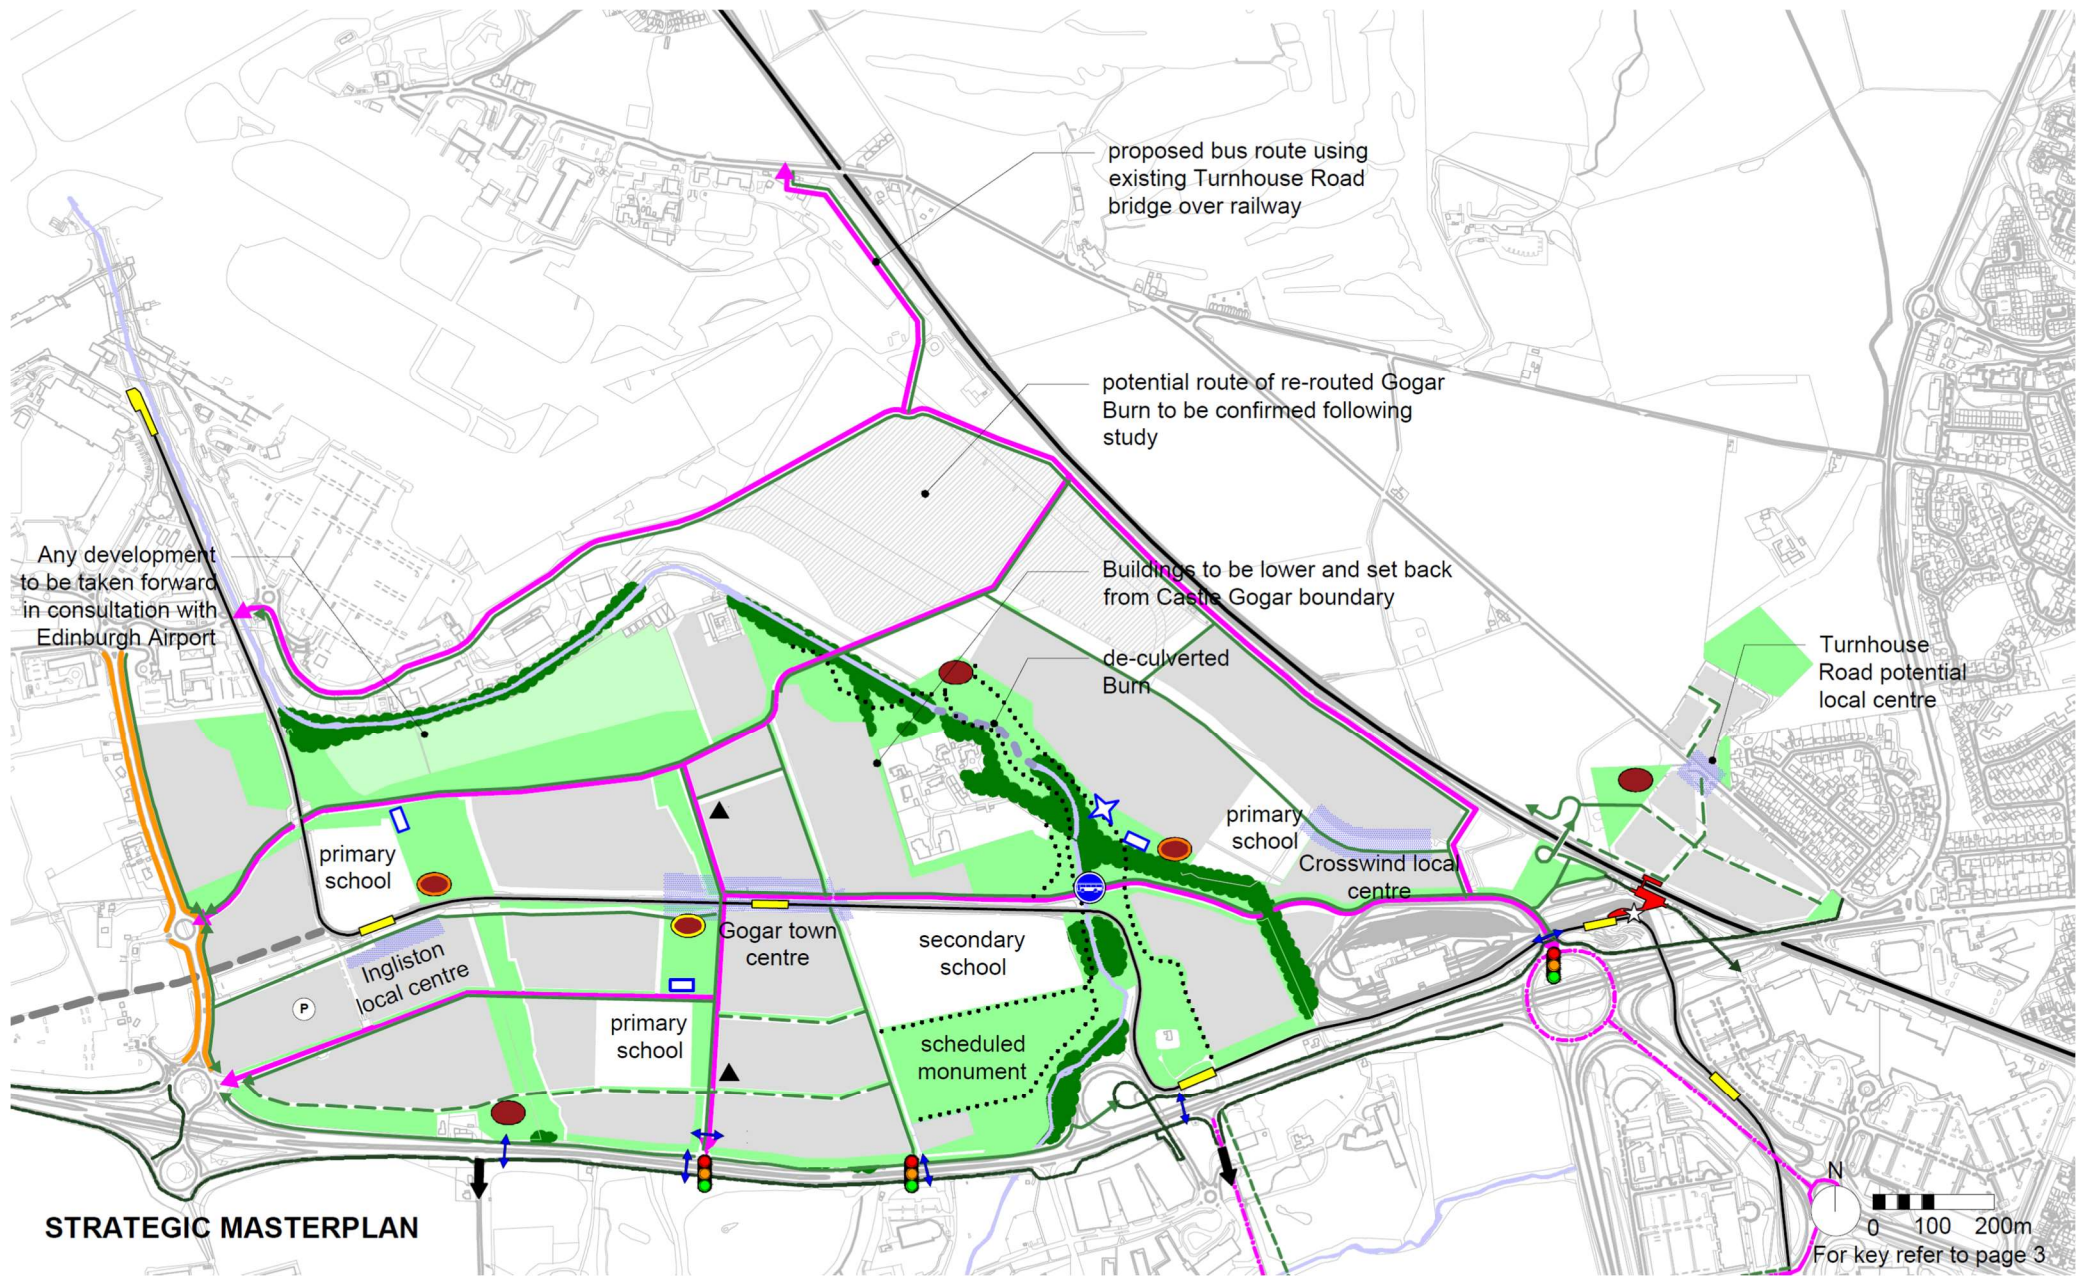 proposed bus route using
existing Turnhouse Road
bridge over railway
potential route of re-routed Gogar
Burn to be confirmed following
study
Any development
to be taken forward
in consultation with
Edinburgh Airport
Buildings to be lower and set back
from Castle Gogar boundary
de-culverted
Burn
Turnhouse
Road potential
local centre
primary
school
primary
school
Crosswind local
centre
Gogar town
centre
secondary
school
Ingliston
local centre
P
primary
school
scheduled
monument
STRATEGIC MASTERPLAN
N
0 100 200m
For key refer to page 3